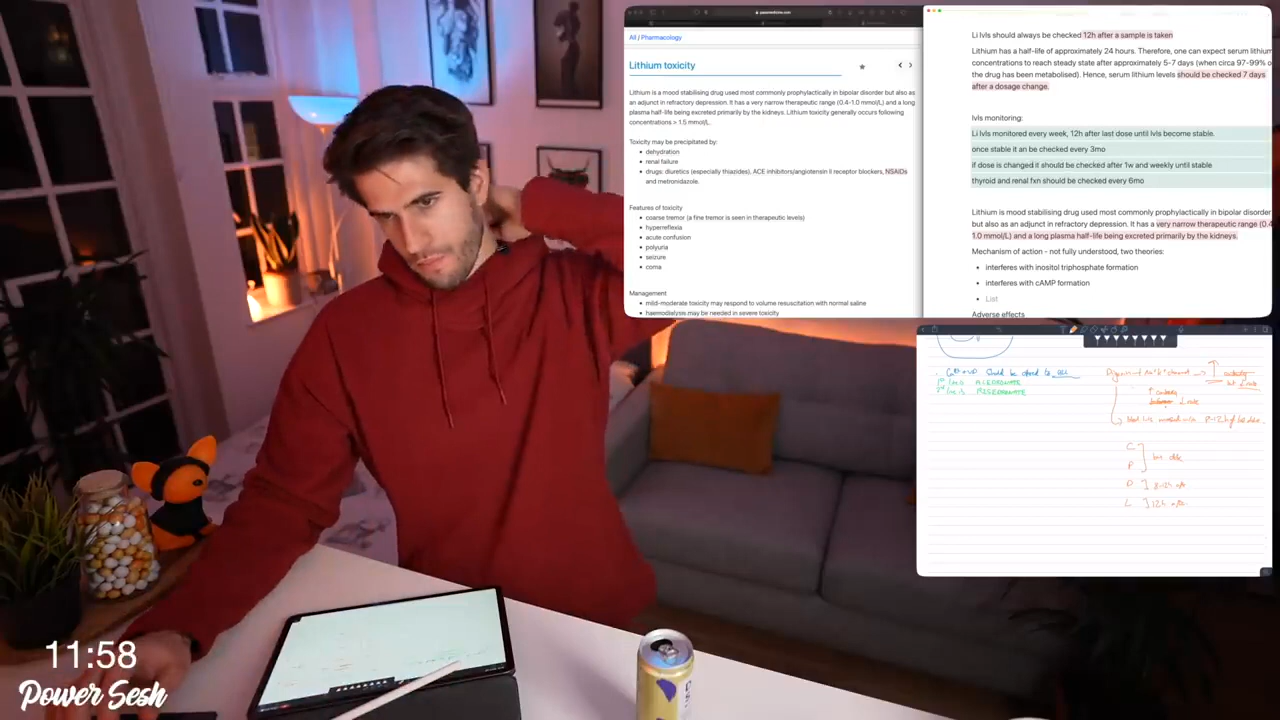 All / Pharmacology
Lithium toxicity
Lithium is a mood stabilising drug used most commonly prophylactically in bipolar disorder but also as
an adjunct in refractory depression. It has a very narrow therapeutic range (0.4-1.0 mmol/L) and a long
plasma half-life being excreted primarily by the kidneys. Lithium toxicity generally occurs following
concentrations > 1.5 mmol/L.
Toxicity may be precipitated by:
dehydration
renal failure
drugs: diuretics (especially thiazides), ACE inhibitors/angiotensin II receptor blockers, NSAIDs
and metronidazole.
Features of toxicity
coarse tremor (a fine tremor is seen in therapeutic levels)
hyperreflexia
acute confusion
polyuria
seizure
coma
Management
mild-moderate toxicity may respond to volume resuscitation with normal saline
haemodialysis may be needed in severe toxicity
Li lvls should always be checked 12h after a sample is taken
Lithium has a half-life of approximately 24 hours. Therefore, one can expect serum lithium
concentrations to reach steady state after approximately 5-7 days (when circa 97-99% o
the drug has been metabolised). Hence, serum lithium levels should be checked 7 days
after a dosage change.
lvls monitoring:
Li lvls monitored every week, 12h after last dose until lvls become stable.
once stable it an be checked every 3mo
if dose is changed it should be checked after 1w and weekly until stable
thyroid and renal fxn should be checked every 6mo
Lithium is mood stabilising drug used most commonly prophylactically in bipolar disorder
but also as an adjunct in refractory depression. It has a very narrow therapeutic range (0.4
1.0 mmol/L) and a long plasma half-life being excreted primarily by the kidneys.
Mechanism of action - not fully understood, two theories:
interferes with inositol triphosphate formation
interferes with cAMP formation
List
Adverse effects
should be
C
P
D
L
11:58
Power Sesh